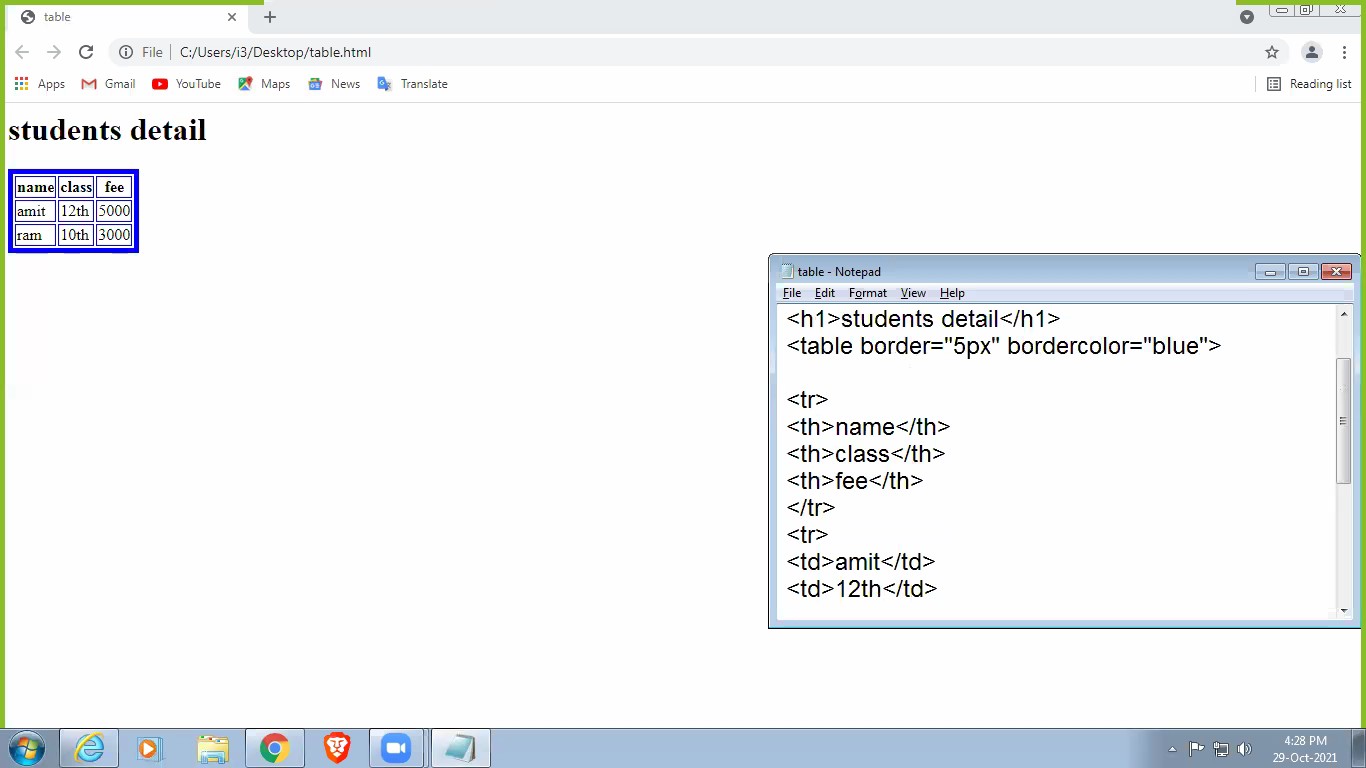 table
File C:/Users/i3/Desktop/table.html
Apps Gmail YouTube Maps News Translate Reading list
students detail
name class fee
amit 12th 5000
ram 10th 3000
table - Notepad
File Edit Format View Help
<h1>students detail</h1>
<table border="5px" bordercolor="blue">
<tr>
<th>name</th>
<th>class</th>
<th>fee</th>
</tr>
<tr>
<td>amit</td>
<td>12th</td>
4:28 PM
29-Oct-2021